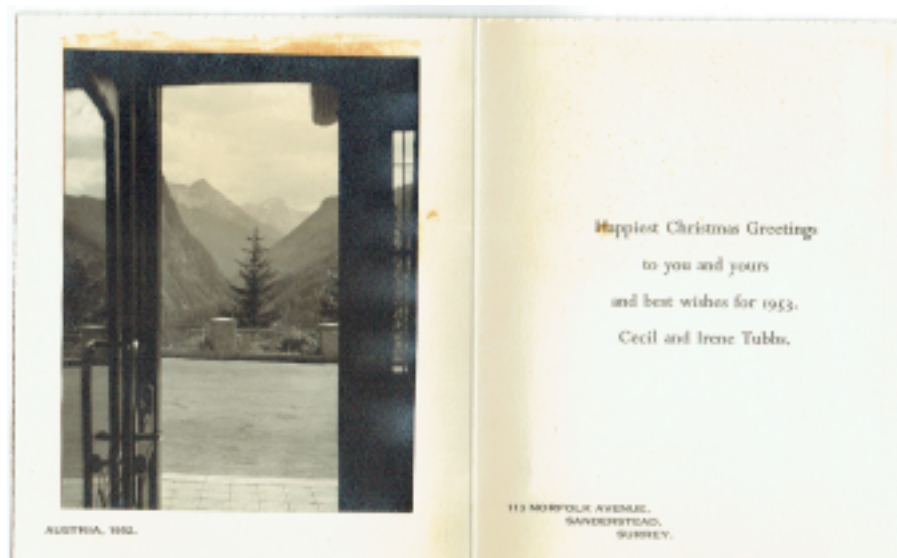 AUSTRIA, 1952.
Happiest Christmas Greetings
to you and yours
and best wishes for 1953.
Cecil and Irene Tubbs.
113 NORFOLK AVENUE,
SANDERSTEAD,
SURREY.